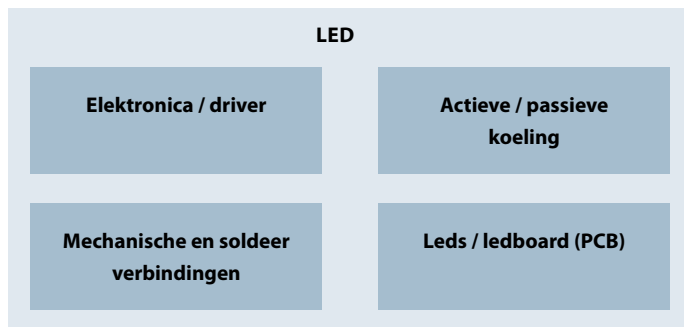 LED
Elektronica / driver
Actieve / passieve
koeling
Mechanische en soldeer
verbindingen
Leds / ledboard (PCB)